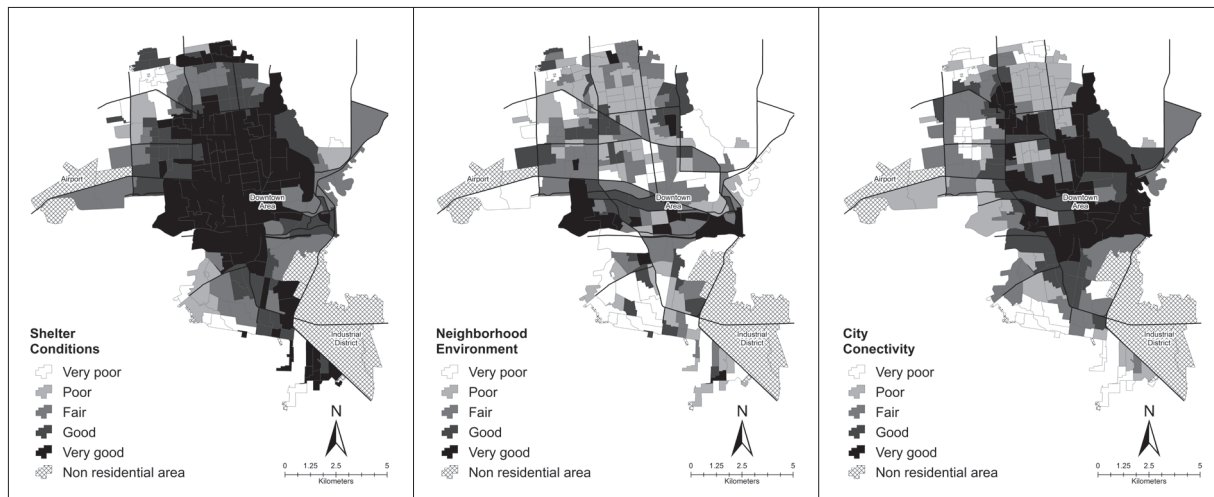 Airport
Downtown
Area
Industrial
District
Shelter
Conditions
Very poor
Poor
Fair
Good
Very good
Non residential area
N
0 1.25 2.5 5
Kilometers
Airport
Downtown
Area
Industrial
District
Neighborhood
Environment
Very poor
Poor
Fair
Good
Very good
Non residential area
N
0 1.25 2.5 5
Kilometers
Airport
Downtown
Area
Industrial
District
City
Conectivity
Very poor
Poor
Fair
Good
Very good
Non residential area
N
0 1.25 2.5 5
Kilometers